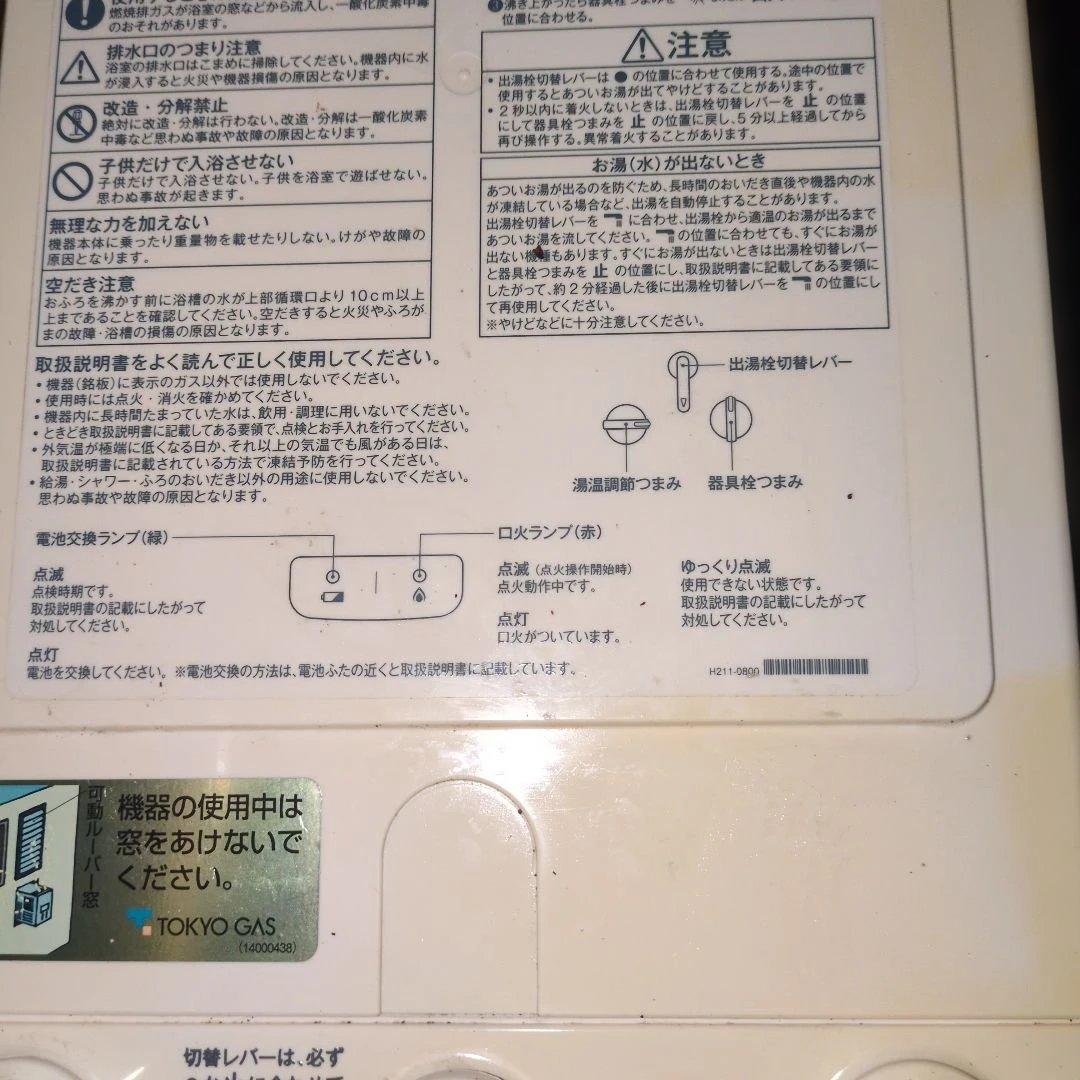 燃焼排ガスが浴室の窓などから流入し、一酸化炭素中毒
のおそれがあります。
排水口のつまり注意
浴室の排水口はこまめに掃除してください。機器内に水
が浸入すると火災や機器損傷の原因となります。
改造・分解禁止
絶対に改造・分解は行わない。改造・分解は一酸化炭素
中毒など思わぬ事故や故障の原因となります。
子供だけで入浴させない
子供だけで入浴させない。子供を浴室で遊ばせない。
思わぬ事故が起きます。
無理な力を加えない
機器本体に乗ったり重量物を載せたりしない。けがや故障の
原因となります。
空だき注意
おふろを沸かす前に浴槽の水が上部循環口より10cm以上
上まであることを確認してください。空だきすると火災やふろが
まの故障・浴槽の損傷の原因となります。
取扱説明書をよく読んで正しく使用してください。
・機器(銘板)に表示のガス以外では使用しないでください。
・使用時には点火・消火を確かめてください。
・機器内に長時間たまっていた水は、飲用・調理に用いないでください。
・ときどき取扱説明書に記載してある要領で、点検とお手入れを行ってください。
・外気温が極端に低くなる日か、それ以上の気温でも風がある日は、
取扱説明書に記載されている方法で凍結予防を行ってください。
・給湯・シャワー・ふろのおいだき以外の用途に使用しないでください。
思わぬ事故や故障の原因となります。
位置に合わせる。
注意
・出湯栓切替レバーは ● の位置に合わせて使用する。途中の位置で
使用するとあついお湯が出てやけどすることがあります。
・2秒以内に着火しないときは、出湯栓切替レバーを 止 の位置
にして器具栓つまみを 止 の位置に戻し、5分以上経過してから
再び操作する。異常着火することがあります。
お湯(水)が出ないとき
あついお湯が出るのを防ぐため、長時間のおいだき直後や機器内の水
が凍結している場合など、出湯を自動停止することがあります。
出湯栓切替レバーを に合わせ、出湯栓から適温のお湯が出るまで
あついお湯を流してください。 の位置に合わせても、すぐにお湯が
出ない機種もあります。すぐにお湯が出ないときは出湯栓切替レバー
と器具栓つまみを 止 の位置にし、取扱説明書に記載してある要領に
したがって、約2分経過した後に出湯栓切替レバーを の位置にし
て再使用してください。
※やけどなどに十分注意してください。
出湯栓切替レバー
湯温調節つまみ
器具栓つまみ
電池交換ランプ(緑)
口火ランプ(赤)
点滅
点検時期です。
取扱説明書の記載にしたがって
対処してください。
点灯
電池を交換してください。※電池交換の方法は、電池ふたの近くと取扱説明書に記載しています。
点滅(点火操作開始時)
点火動作中です。
点灯
口火がついています。
ゆっくり点滅
使用できない状態です。
取扱説明書の記載にしたがって
対処してください。
H211-0800
可動ルーバー窓
機器の使用中は
窓をあけないで
ください。
TOKYO GAS
(14000438)
切替レバーは、必ず